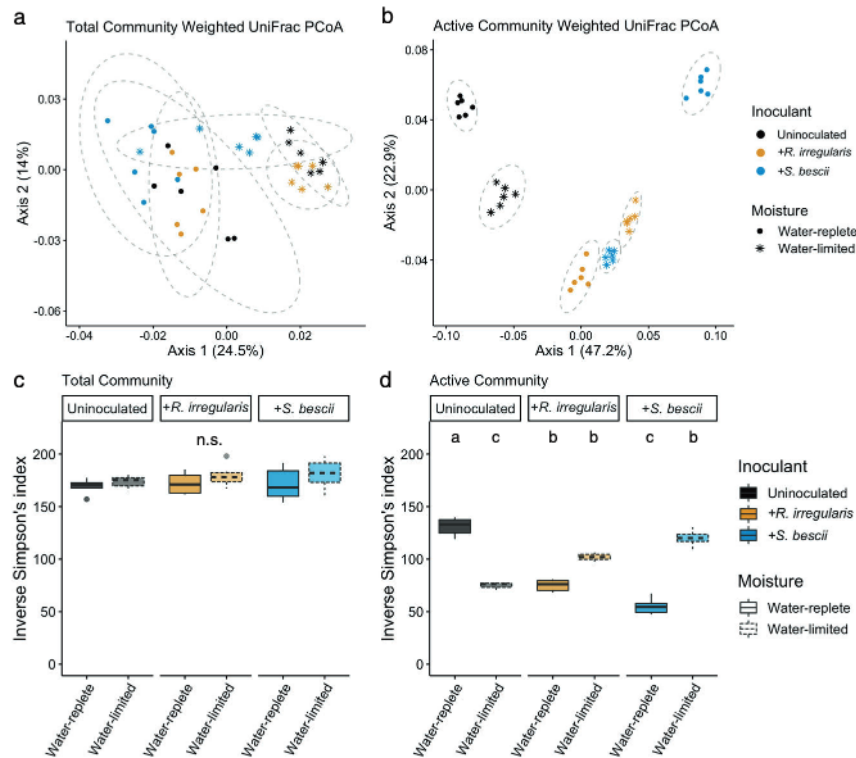 a
Total Community Weighted UniFrac PCoA
Axis 2 (14%)
0.03
0.00
-0.03
-0.06
-0.04
-0.02
0.00
0.02
Axis 1 (24.5%)
b
Active Community Weighted UniFrac PCoA
Axis 2 (22.9%)
0.08
0.04
0.00
-0.04
-0.10
-0.05
0.00
0.05
0.10
Axis 1 (47.2%)
Inoculant
Uninoculated
+R. irregularis
+S. bescii
Moisture
Water-replete
Water-limited
c
Total Community
Uninoculated
+R. irregularis
+S. bescii
n.s.
Inverse Simpson's index
200
150
100
50
0
Water-replete
Water-limited
Water-replete
Water-limited
Water-replete
Water-limited
d
Active Community
Uninoculated
+R. irregularis
+S. bescii
a
c
b
b
c
b
Inverse Simpson's index
200
150
100
50
0
Water-replete
Water-limited
Water-replete
Water-limited
Water-replete
Water-limited
Inoculant
Uninoculated
+R. irregularis
+S. bescii
Moisture
Water-replete
Water-limited